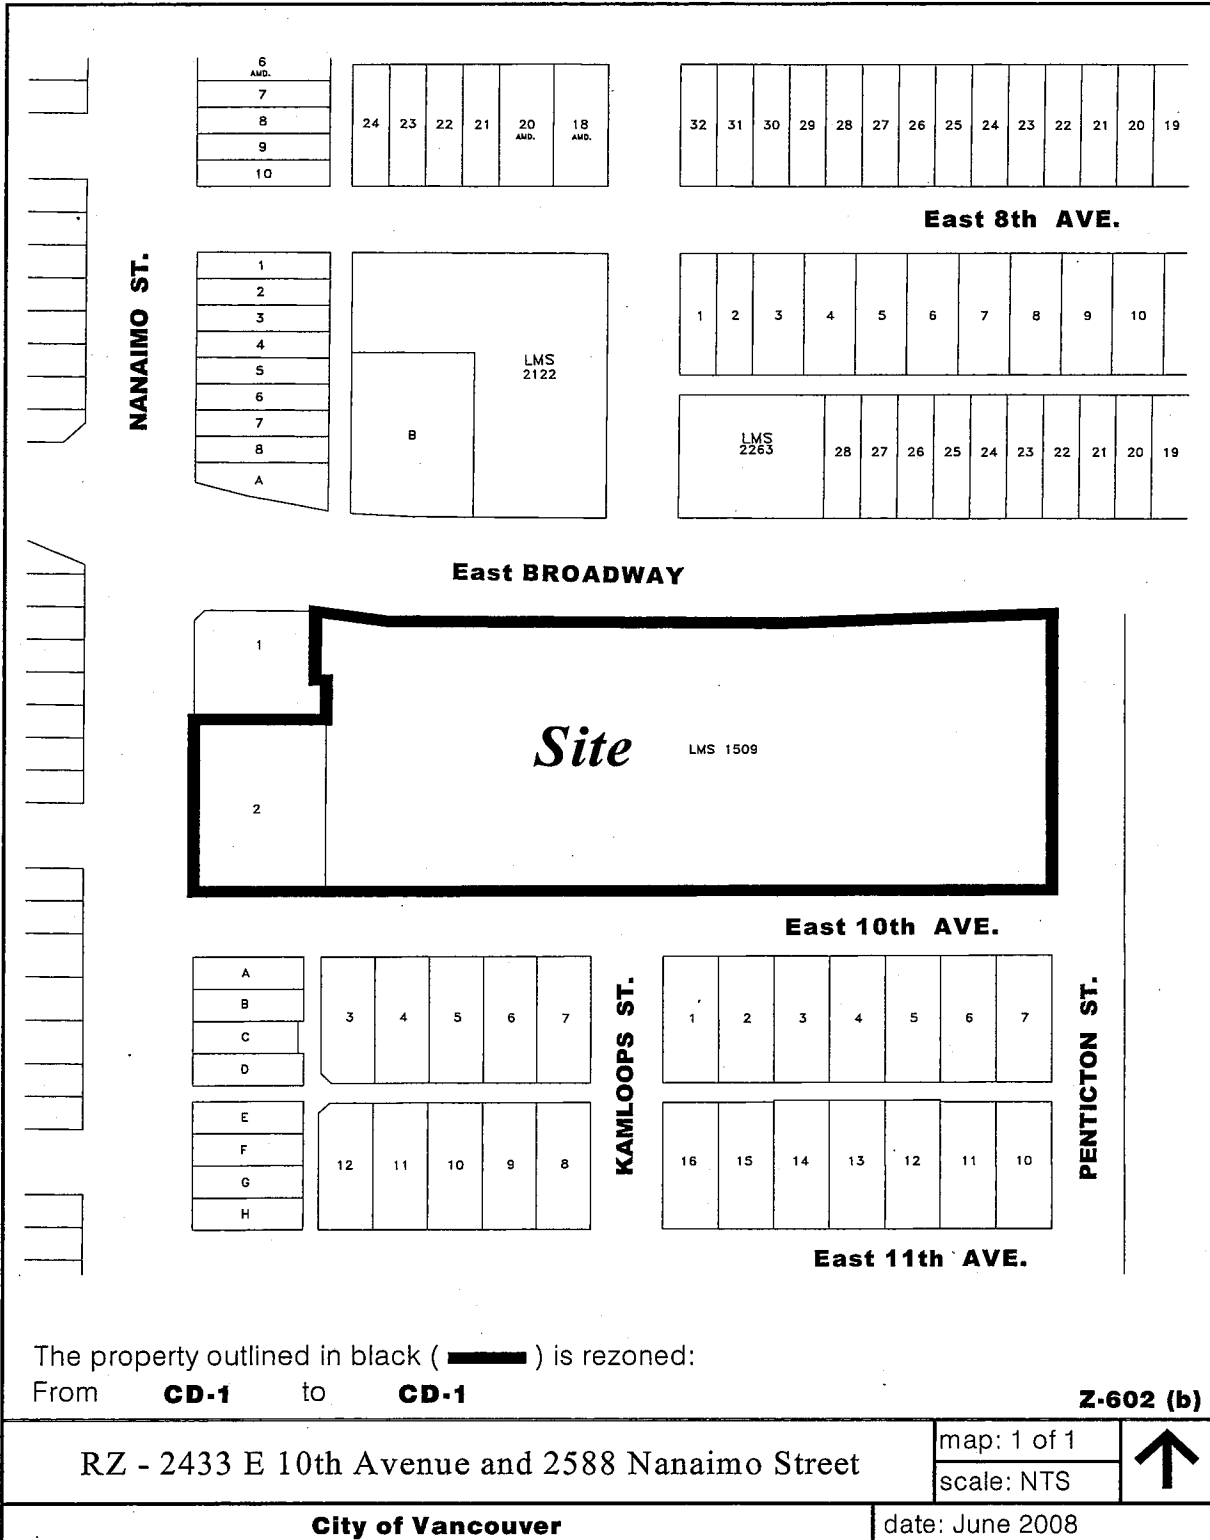 6
AMD.
7
8
9
10
24 23 22 21 20 18
AMD. AMD.
32 31 30 29 28 27 26 25 24 23 22 21 20 19
East 8th AVE.
NANAIMO ST.
1
2
3
4
5
6
7
8
A
LMS
2122
B
1 2 3 4 5 6 7 8 9 10
LMS
2263
28 27 26 25 24 23 22 21 20 19
East BROADWAY
1
Site LMS 1509
2
East 10th AVE.
A
B
C
D
3 4 5 6 7
KAMLOOPS ST.
1 2 3 4 5 6 7
PENTICTON ST.
E
F
G
H
12 11 10 9 8
16 15 14 13 12 11 10
East 11th AVE.
The property outlined in black ( ) is rezoned:
From CD-1 to CD-1
Z-602 (b)
RZ - 2433 E 10th Avenue and 2588 Nanaimo Street
map: 1 of 1
scale: NTS
City of Vancouver
date: June 2008